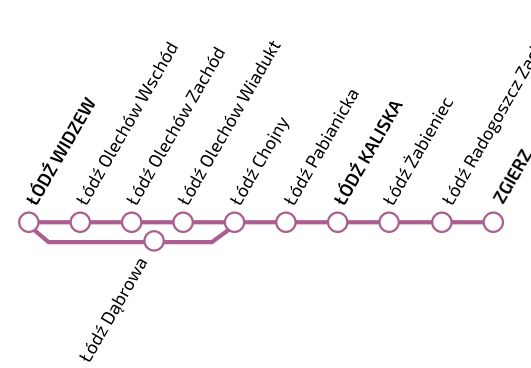 ŁÓDŹ WIDZEW
Łódź Olechów Wschód
Łódź Olechów Zachód
Łódź Olechów Wiadukt
Łódź Chojny
Łódź Pabianicka
ŁÓDŹ KALISKA
Łódź Żabieniec
Łódź Radogoszcz
ZGIERZ
Łódź Dąbrowa